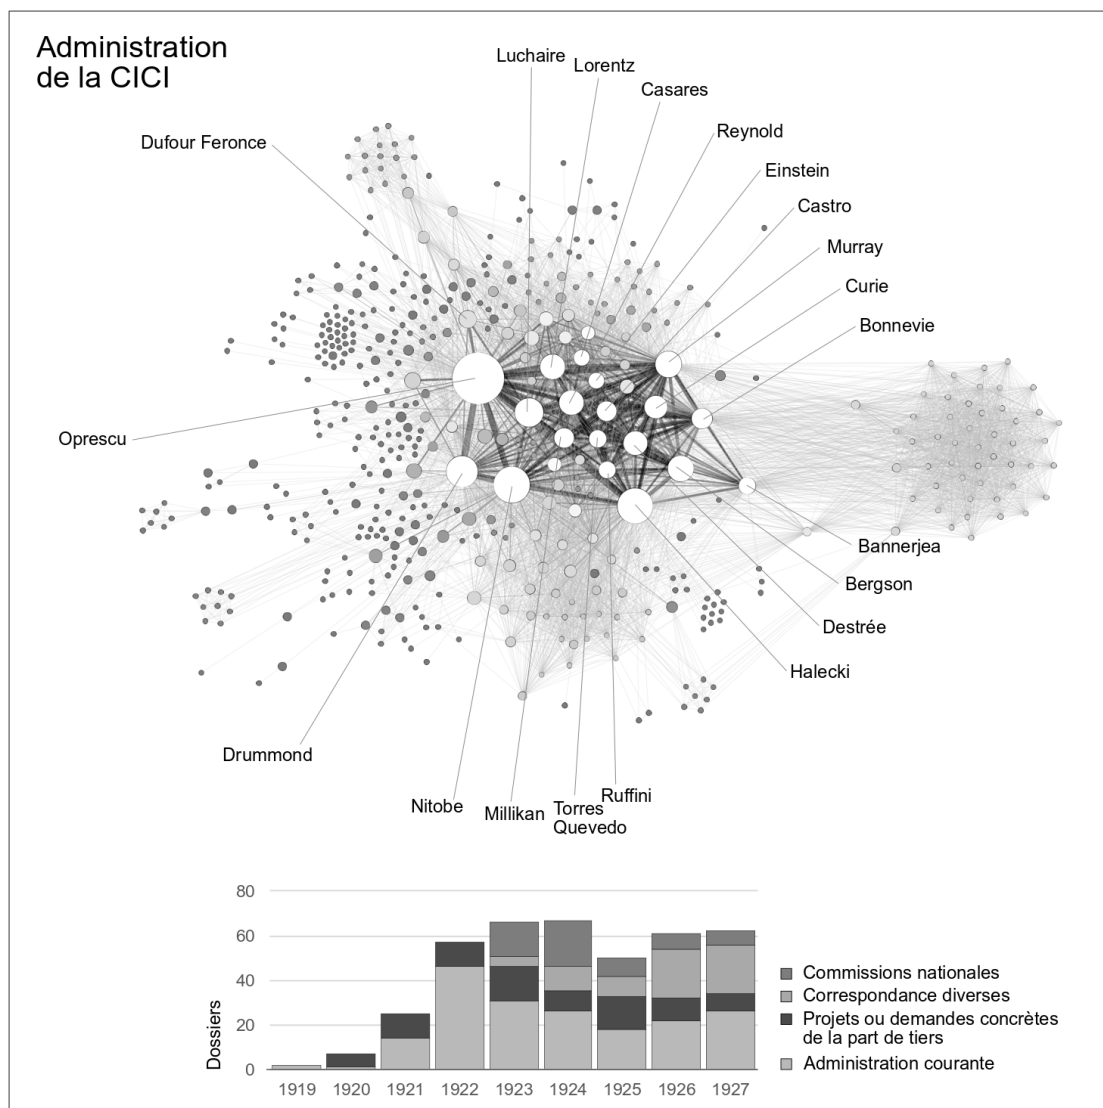 Administration
de la CICI
Luchaire
Lorentz
Casares
Reynold
Dufour Feronce
Einstein
Castro
Murray
Curie
Bonnevie
Oprescu
Bannerjea
Bergson
Destrée
Halecki
Drummond
Nitobe
Millikan
Torres
Quevedo
Ruffini
80
60
40
20
0
Dossiers
1919 1920 1921 1922 1923 1924 1925 1926 1927
Commissions nationales
Correspondance diverses
Projets ou demandes concrètes
de la part de tiers
Administration courante